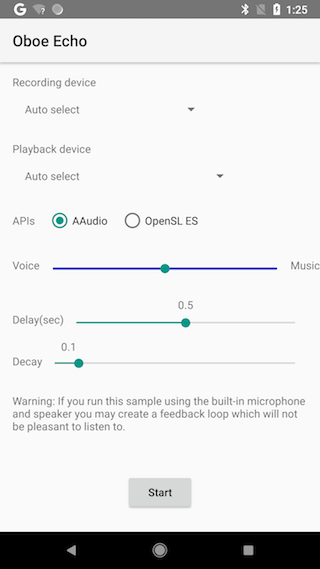 1:25
Oboe Echo
Recording device
Auto select
Playback device
Auto select
APIs AAudio OpenSL ES
Voice Music
0.5
Delay(sec)
0.1
Decay
Warning: If you run this sample using the built-in microphone
and speaker you may create a feedback loop which will not
be pleasant to listen to.
Start